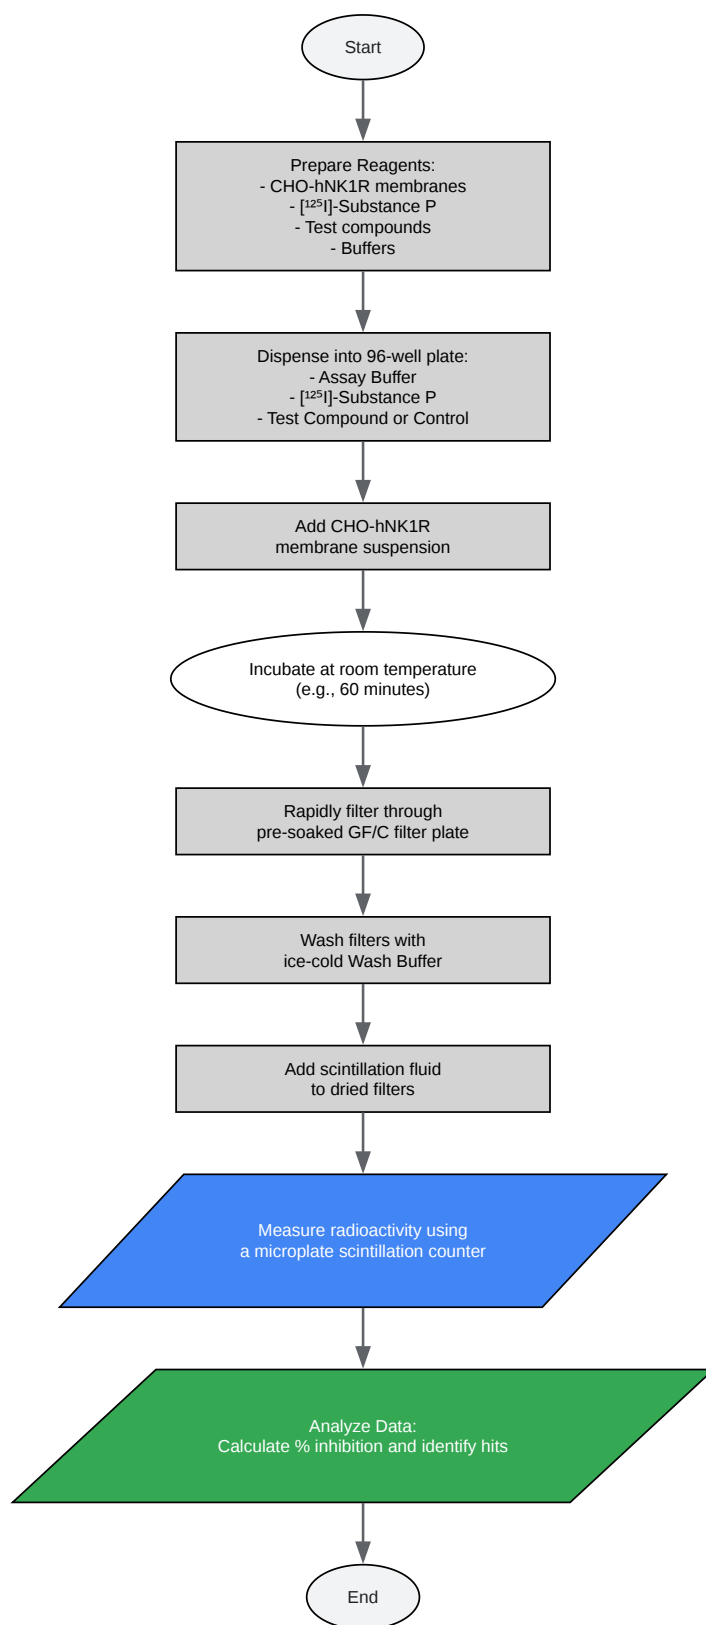 Start
Prepare Reagents:
- CHO-hNK1R membranes
- [¹²⁵I]-Substance P
- Test compounds
- Buffers
Dispense into 96-well plate:
- Assay Buffer
- [¹²⁵I]-Substance P
- Test Compound or Control
Add CHO-hNK1R
membrane suspension
Incubate at room temperature
(e.g., 60 minutes)
Rapidly filter through
pre-soaked GF/C filter plate
Wash filters with
ice-cold Wash Buffer
Add scintillation fluid
to dried filters
Measure radioactivity using
a microplate scintillation counter
Analyze Data:
Calculate % inhibition and identify hits
End